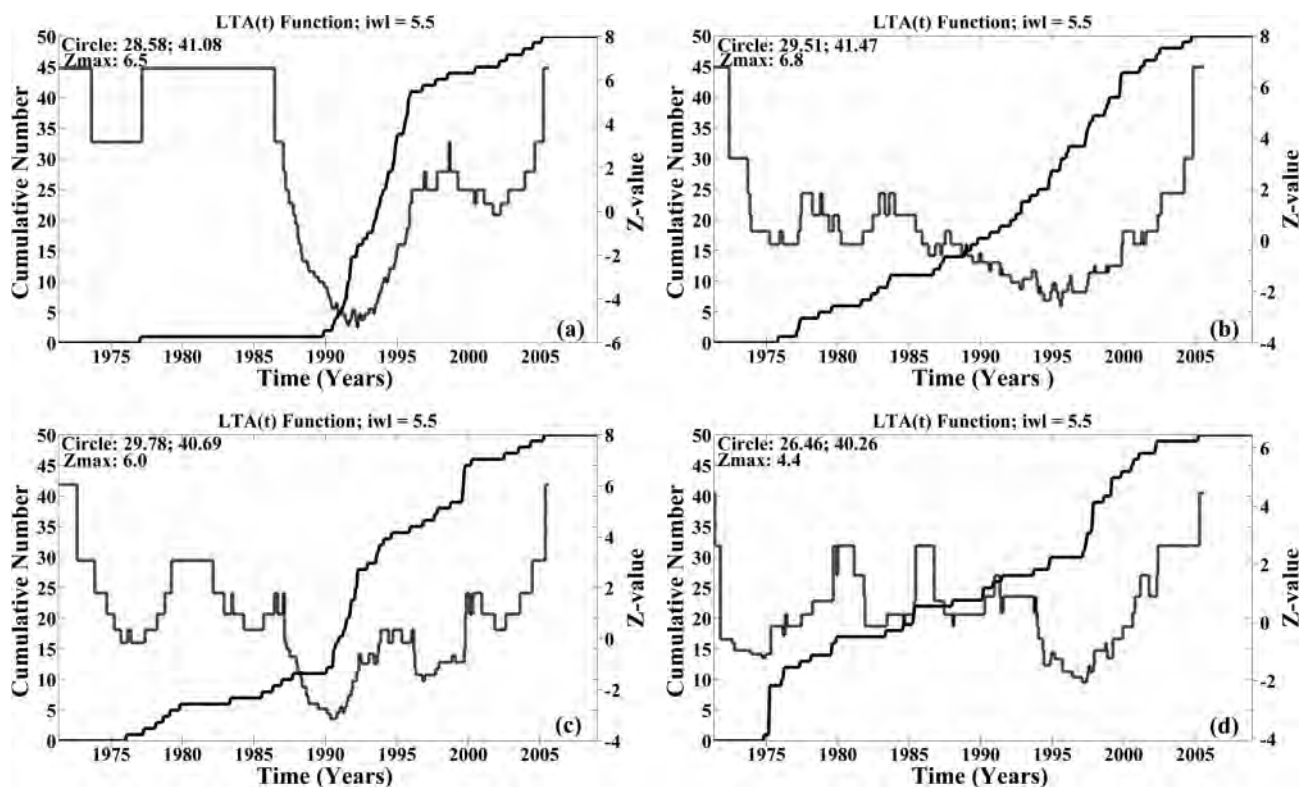 LTA(t) Function; iwl = 5.5
Circle: 28.58; 41.08
Zmax: 6.5
Cumulative Number
50
45
40
35
30
25
20
15
10
5
0
8
6
4
2
0
-2
-4
-6
Z-value
(a)
1975 1980 1985 1990 1995 2000 2005
Time (Years)
LTA(t) Function; iwl = 5.5
Circle: 29,51; 41.47
Zmax: 6.8
Cumulative Number
50
45
40
35
30
25
20
15
10
5
0
8
6
4
2
0
-2
-4
Z-value
(b)
1975 1980 1985 1990 1995 2000 2005
Time (Years )
LTA(t) Function; iwl = 5.5
Circle: 29.78; 40.69
Zmax: 6.0
Cumulative Number
50
45
40
35
30
25
20
15
10
5
0
8
6
4
2
0
-2
-4
Z-value
(c)
1975 1980 1985 1990 1995 2000 2005
Time (Years)
LTA(t) Function; iwl = 5.5
Circle: 26.46; 40.26
Zmax: 4.4
Cumulative Number
50
45
40
35
30
25
20
15
10
5
0
6
4
2
0
-2
-4
Z-value
(d)
1975 1980 1985 1990 1995 2000 2005
Time (Years)